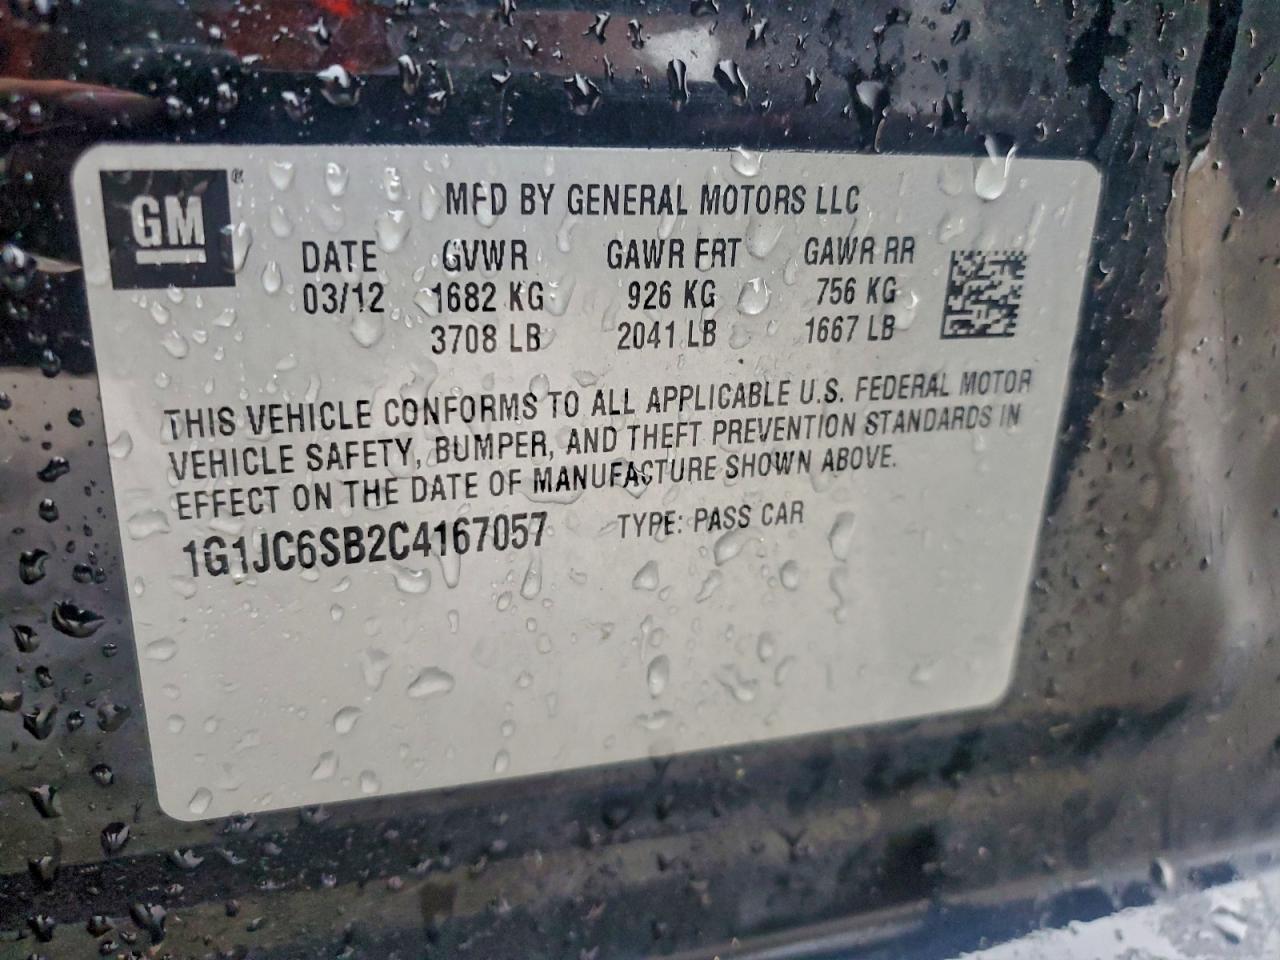 GM®
MFD BY GENERAL MOTORS LLC
DATE GVWR GAWR FRT GAWR RR
03/12 1682 KG 926 KG 756 KG
3708 LB 2041 LB 1667 LB
THIS VEHICLE CONFORMS TO ALL APPLICABLE U.S. FEDERAL MOTOR
VEHICLE SAFETY, BUMPER, AND THEFT PREVENTION STANDARDS IN
EFFECT ON THE DATE OF MANUFACTURE SHOWN ABOVE.
1G1JC6SB2C4167057 TYPE: PASS CAR